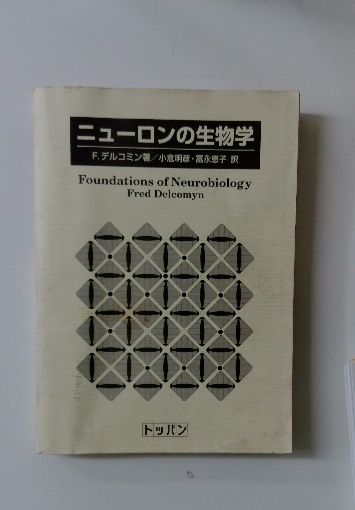 ニューロンの生物学
F.デルコミン著/小倉明彦・冨永恵子 訳
Foundations of Neurobiology
Fred Delcomyn
トッパン